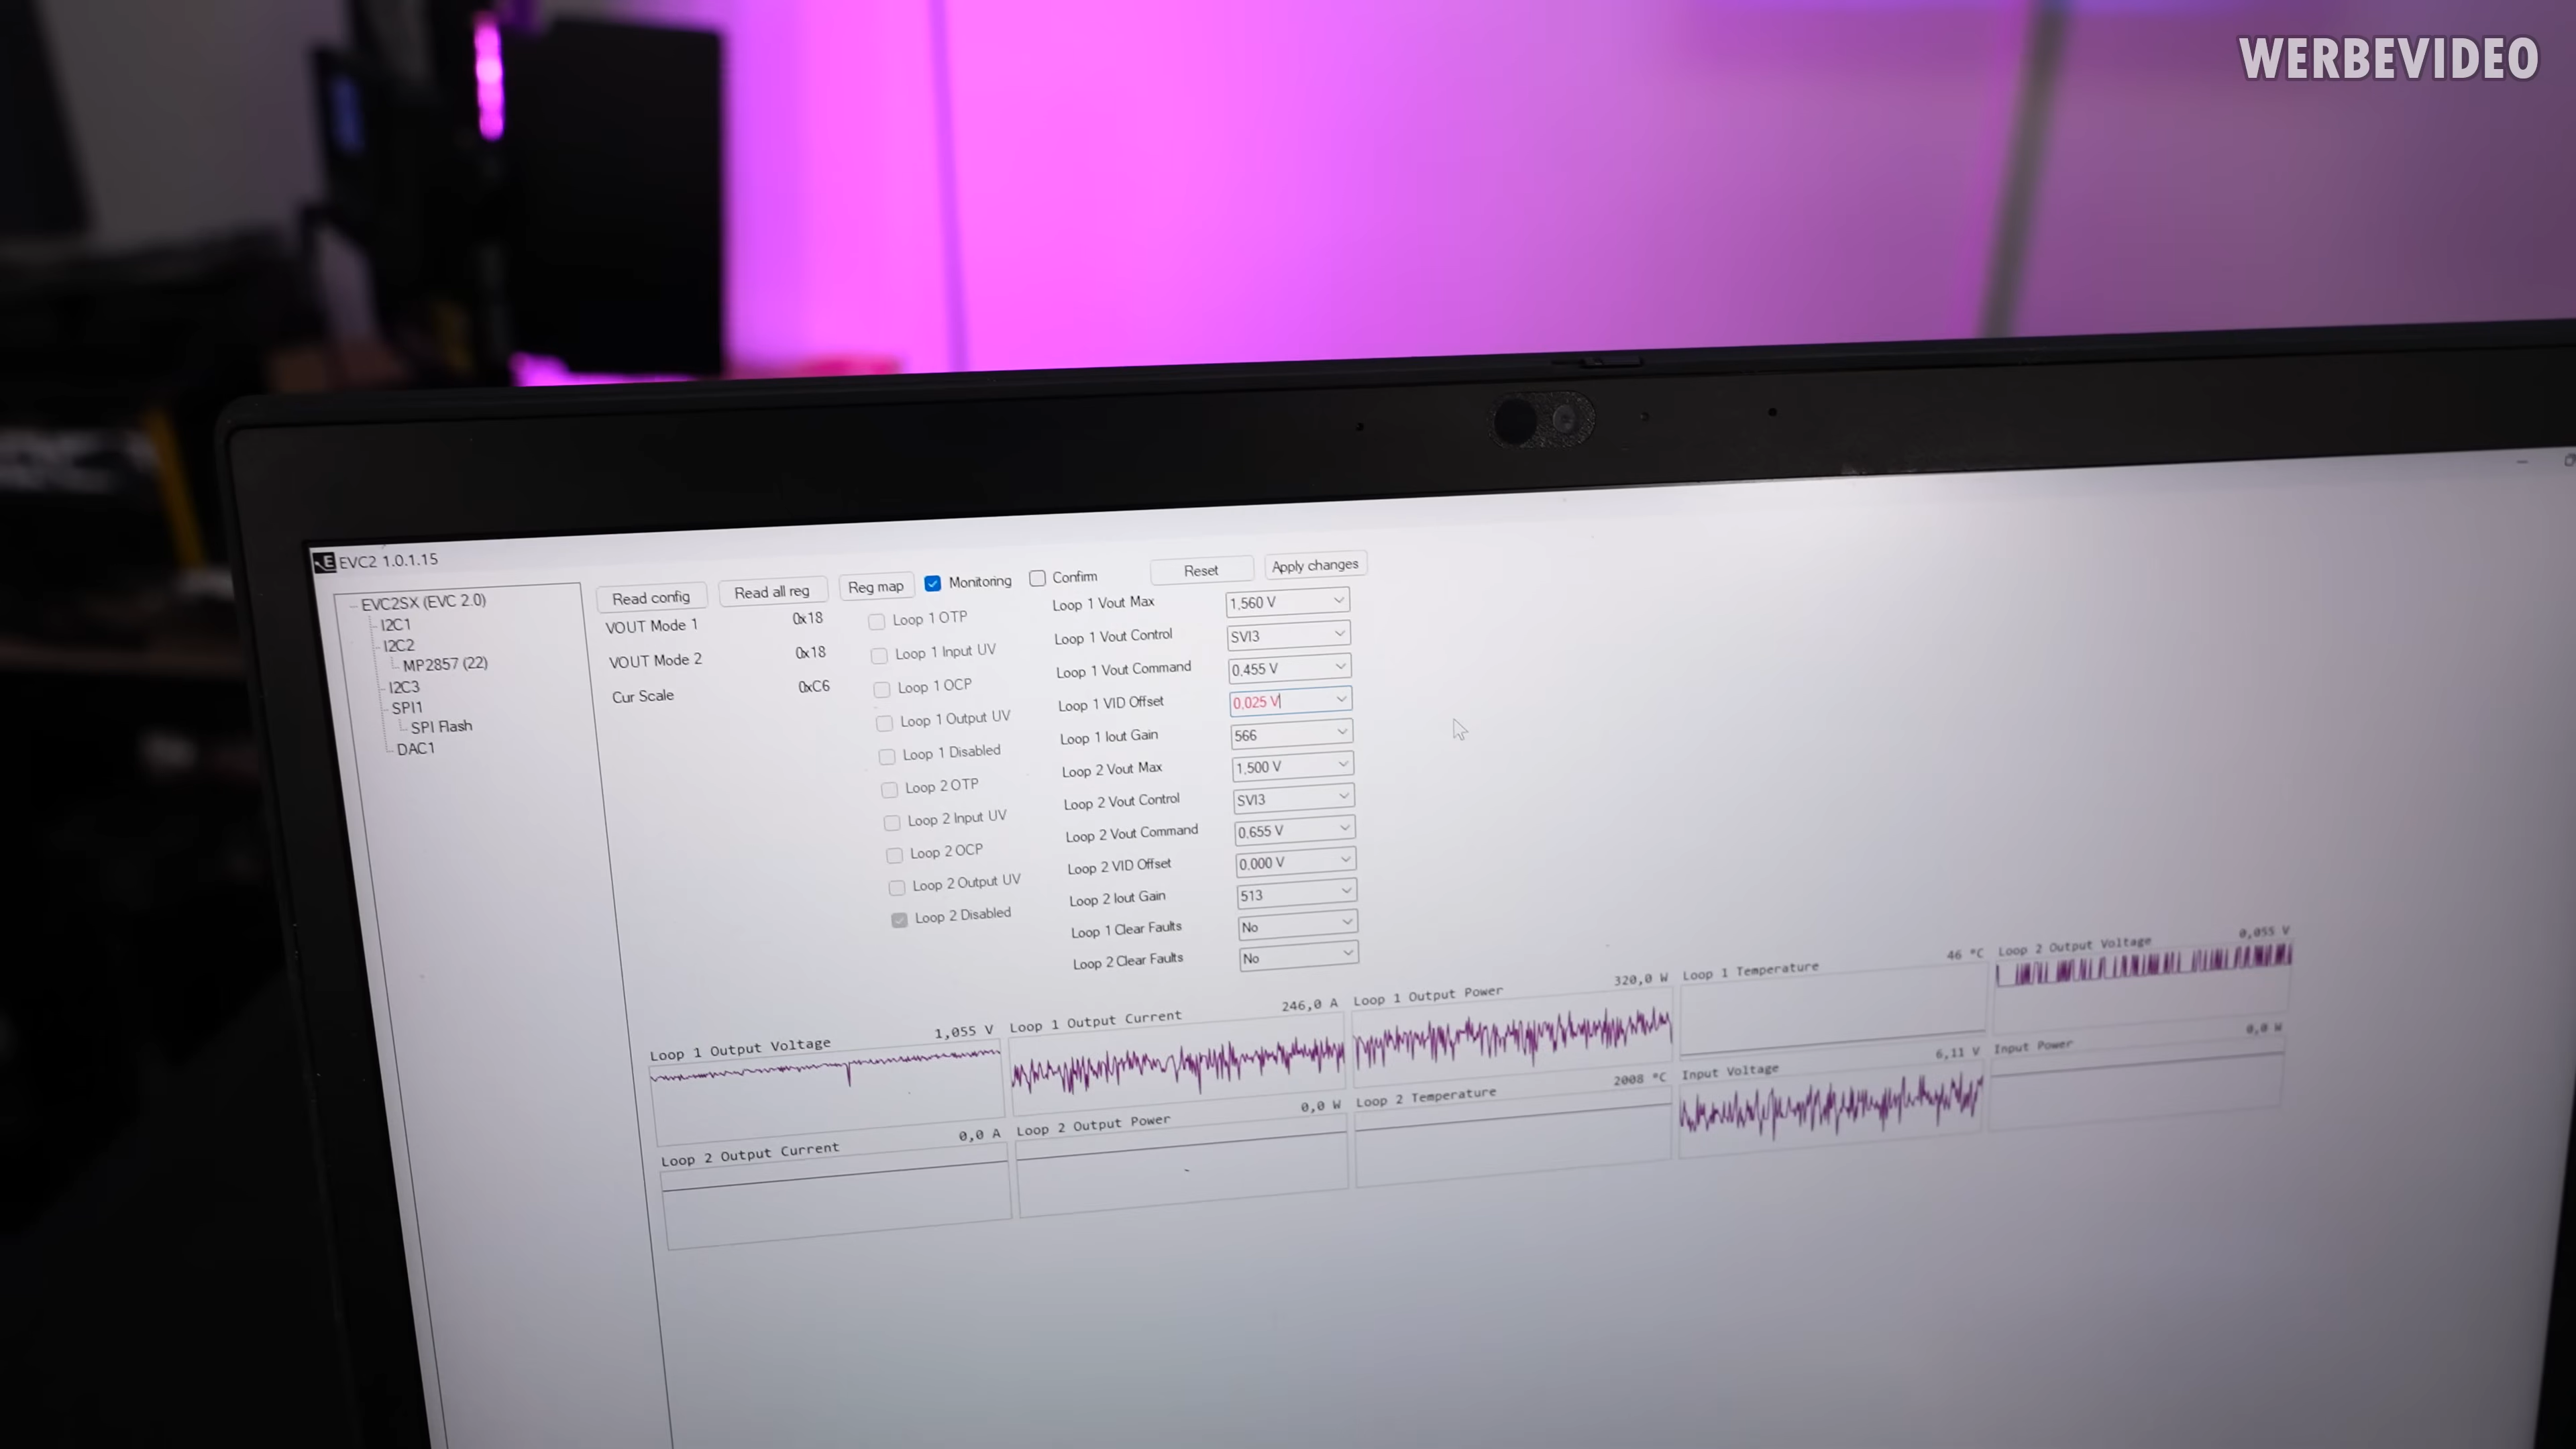 WERBEVIDEO
EVC2 1.0.1.15
EVC2SX (EVC 2.0)
I2C1
I2C2
MP2857 (22)
I2C3
SPI1
SPI Flash
DAC1
Read config
Read all reg
Reg map
Monitoring
Confirm
Reset
Apply changes
VOUT Mode 1 0x18
VOUT Mode 2 0x18
Cur Scale 0xC6
Loop 1 OTP
Loop 1 Input UV
Loop 1 OCP
Loop 1 Output UV
Loop 1 Disabled
Loop 2 OTP
Loop 2 Input UV
Loop 2 OCP
Loop 2 Output UV
Loop 2 Disabled
Loop 1 Vout Max 1.560 V
Loop 1 Vout Control SVI3
Loop 1 Vout Command 0.455 V
Loop 1 VID Offset 0.025 V
Loop 1 Iout Gain 566
Loop 2 Vout Max 1.500 V
Loop 2 Vout Control SVI3
Loop 2 Vout Command 0.655 V
Loop 2 VID Offset 0.000 V
Loop 2 Iout Gain 513
Loop 1 Clear Faults No
Loop 2 Clear Faults No
Loop 1 Output Voltage 1,055 V
Loop 1 Output Current 246,0 A
Loop 1 Output Power 320,0 W
Loop 1 Temperature 46 °C
Loop 2 Output Voltage 0,055 V
Loop 2 Output Current 0,0 A
Loop 2 Output Power 0,0 W
Loop 2 Temperature 2008 °C
Input Voltage 6,11 V
Input Power 0,0 W